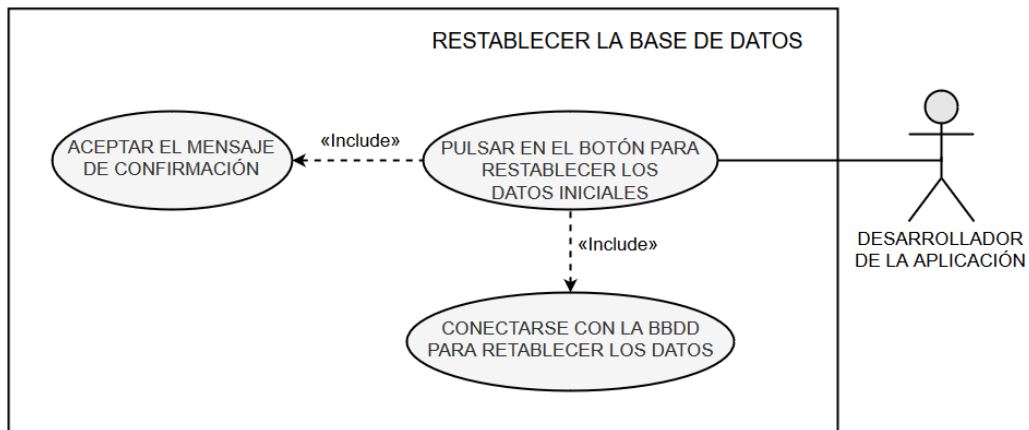 RESTABLECER LA BASE DE DATOS
ACEPTAR EL MENSAJE
DE CONFIRMACIÓN
«Include»
PULSAR EN EL BOTÓN PARA
RESTABLECER LOS
DATOS INICIALES
«Include»
DESARROLLADOR
DE LA APLICACIÓN
CONECTARSE CON LA BBDD
PARA RETABLECER LOS DATOS